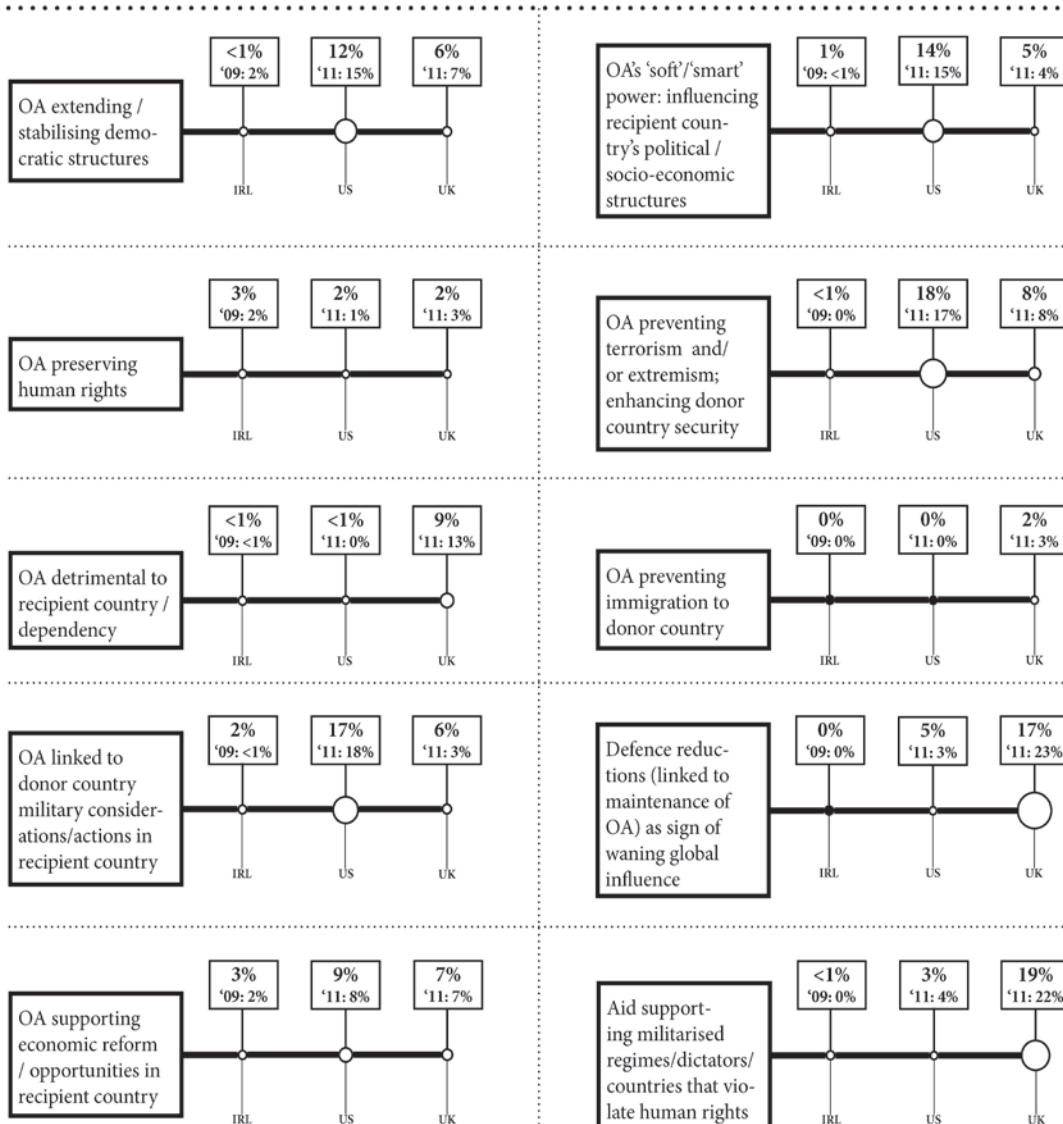 <1% 12% 6%
‘09: 2% ‘11: 15% ‘11: 7%
OA extending /
stabilising demo-
cratic structures
IRL US UK
1% 14% 5%
‘09: <1% ‘11: 15% ‘11: 4%
OA’s ‘soft’/‘smart’
power: influencing
recipient coun-
try’s political /
socio-economic
structures
IRL US UK
3% 2% 2%
‘09: 2% ‘11: 1% ‘11: 3%
OA preserving
human rights
IRL US UK
<1% 18% 8%
‘09: 0% ‘11: 17% ‘11: 8%
OA preventing
terrorism and/
or extremism;
enhancing donor
country security
IRL US UK
<1% <1% 9%
‘09: <1% ‘11: 0% ‘11: 13%
OA detrimental to
recipient country /
dependency
IRL US UK
0% 0% 2%
‘09: 0% ‘11: 0% ‘11: 3%
OA preventing
immigration to
donor country
IRL US UK
2% 17% 6%
‘09: <1% ‘11: 18% ‘11: 3%
OA linked to
donor country
military consider-
ations/actions in
recipient country
IRL US UK
0% 5% 17%
‘09: 0% ‘11: 3% ‘11: 23%
Defence reduc-
tions (linked to
maintenance of
OA) as sign of
waning global
influence
IRL US UK
3% 9% 7%
‘09: 2% ‘11: 8% ‘11: 7%
OA supporting
economic reform
/ opportunities in
recipient country
IRL US UK
<1% 3% 19%
‘09: 0% ‘11: 4% ‘11: 22%
Aid support-
ing militarised
regimes/dictators/
countries that vio-
late human rights
IRL US UK